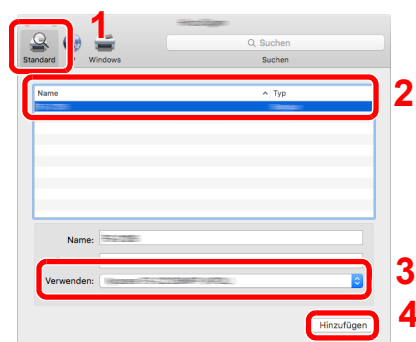 1
Q Suchen
Standard Windows Suchen
2
Name Typ
Name:
3
Verwenden:
4
Hinzufügen